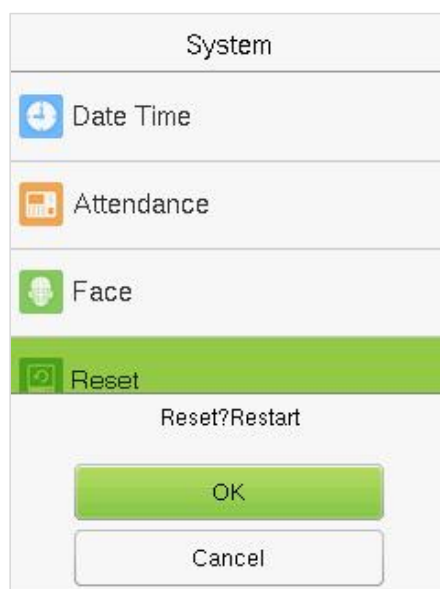 System
Date Time
Attendance
Face
Reset
Reset?Restart
OK
Cancel